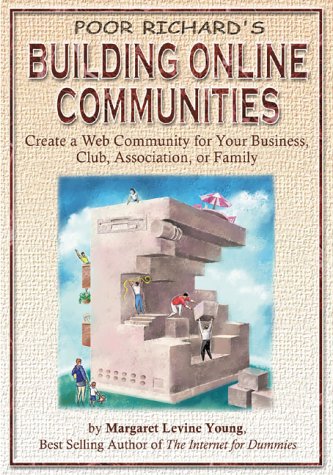 POOR RICHARD'S
BUILDING ONLINE
COMMUNITIES
Create a Web Community for Your Business,
Club, Association, or Family
by Margaret Levine Young,
Best Selling Author of The Internet for Dummies